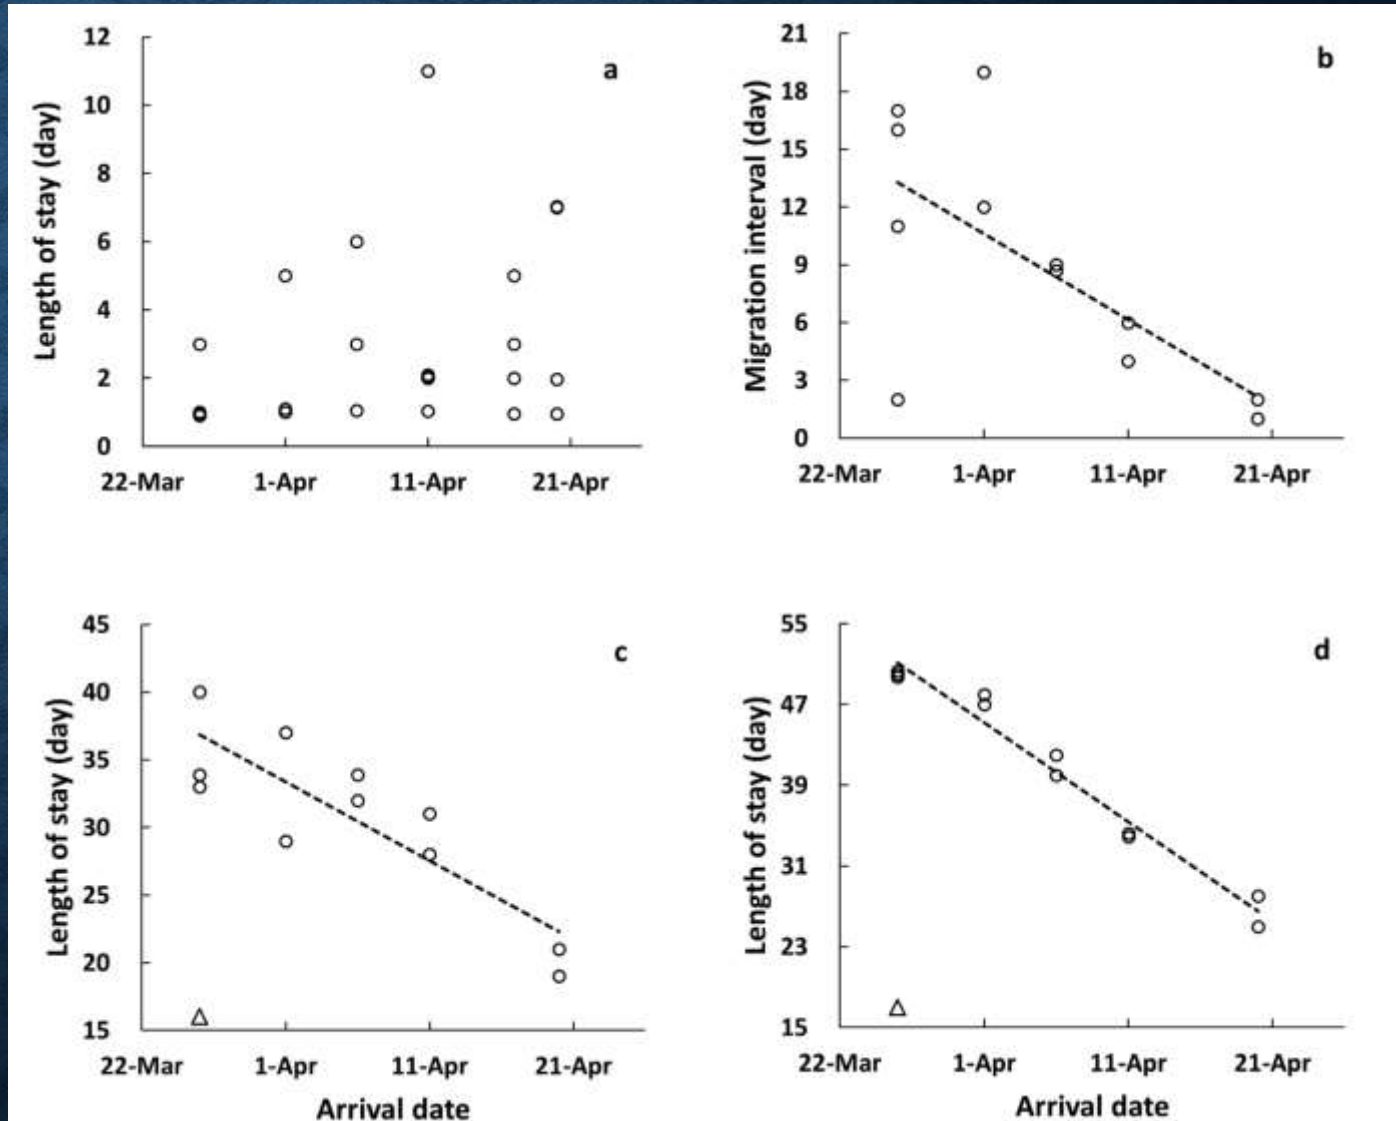 a
Length of stay (day)
12
10
8
6
4
2
0
22-Mar 1-Apr 11-Apr 21-Apr
b
Migration interval (day)
21
18
15
12
9
6
3
0
22-Mar 1-Apr 11-Apr 21-Apr
c
Length of stay (day)
45
40
35
30
25
20
15
22-Mar 1-Apr 11-Apr 21-Apr
Arrival date
d
Length of stay (day)
55
47
39
31
23
15
22-Mar 1-Apr 11-Apr 21-Apr
Arrival date